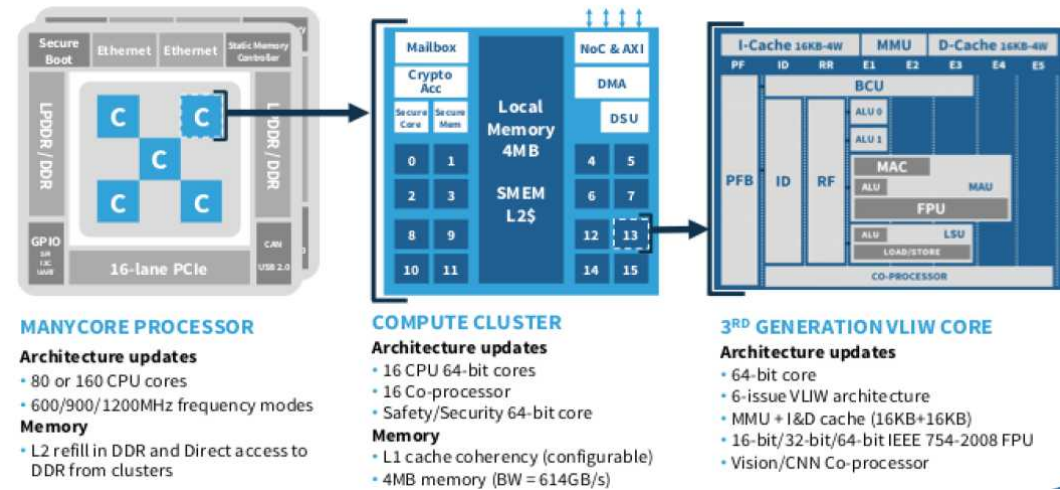 Secure Boot
Ethernet
Ethernet
Static Memory Controller
LPDDR / DDR
C
C
C
C
C
LPDDR / DDR
GPIO
CAN
USB 2.0
16-lane PCIe
MANYCORE PROCESSOR
Architecture updates
• 80 or 160 CPU cores
• 600/900/1200MHz frequency modes
Memory
• L2 refill in DDR and Direct access to
DDR from clusters
Mailbox
Crypto
Acc
Secure Core
Secure Mem
Local
Memory
4MB
SMEM
L2$
NoC & AXI
DMA
DSU
0 1
2 3
8 9
10 11
4 5
6 7
12 13
14 15
COMPUTE CLUSTER
Architecture updates
• 16 CPU 64-bit cores
• 16 Co-processor
• Safety/Security 64-bit core
Memory
• L1 cache coherency (configurable)
• 4MB memory (BW = 614GB/s)
I-Cache 16KB-4W MMU D-Cache 16KB-4W
PF ID RR E1 E2 E3 E4 E5
BCU
ALU 0
ALU 1
PFB
ID
RF
MAC
ALU
MAU
FPU
ALU
LSU
LOAD/STORE
CO-PROCESSOR
3RD GENERATION VLIW CORE
Architecture updates
• 64-bit core
• 6-issue VLIW architecture
• MMU + I&D cache (16KB+16KB)
• 16-bit/32-bit/64-bit IEEE 754-2008 FPU
• Vision/CNN Co-processor